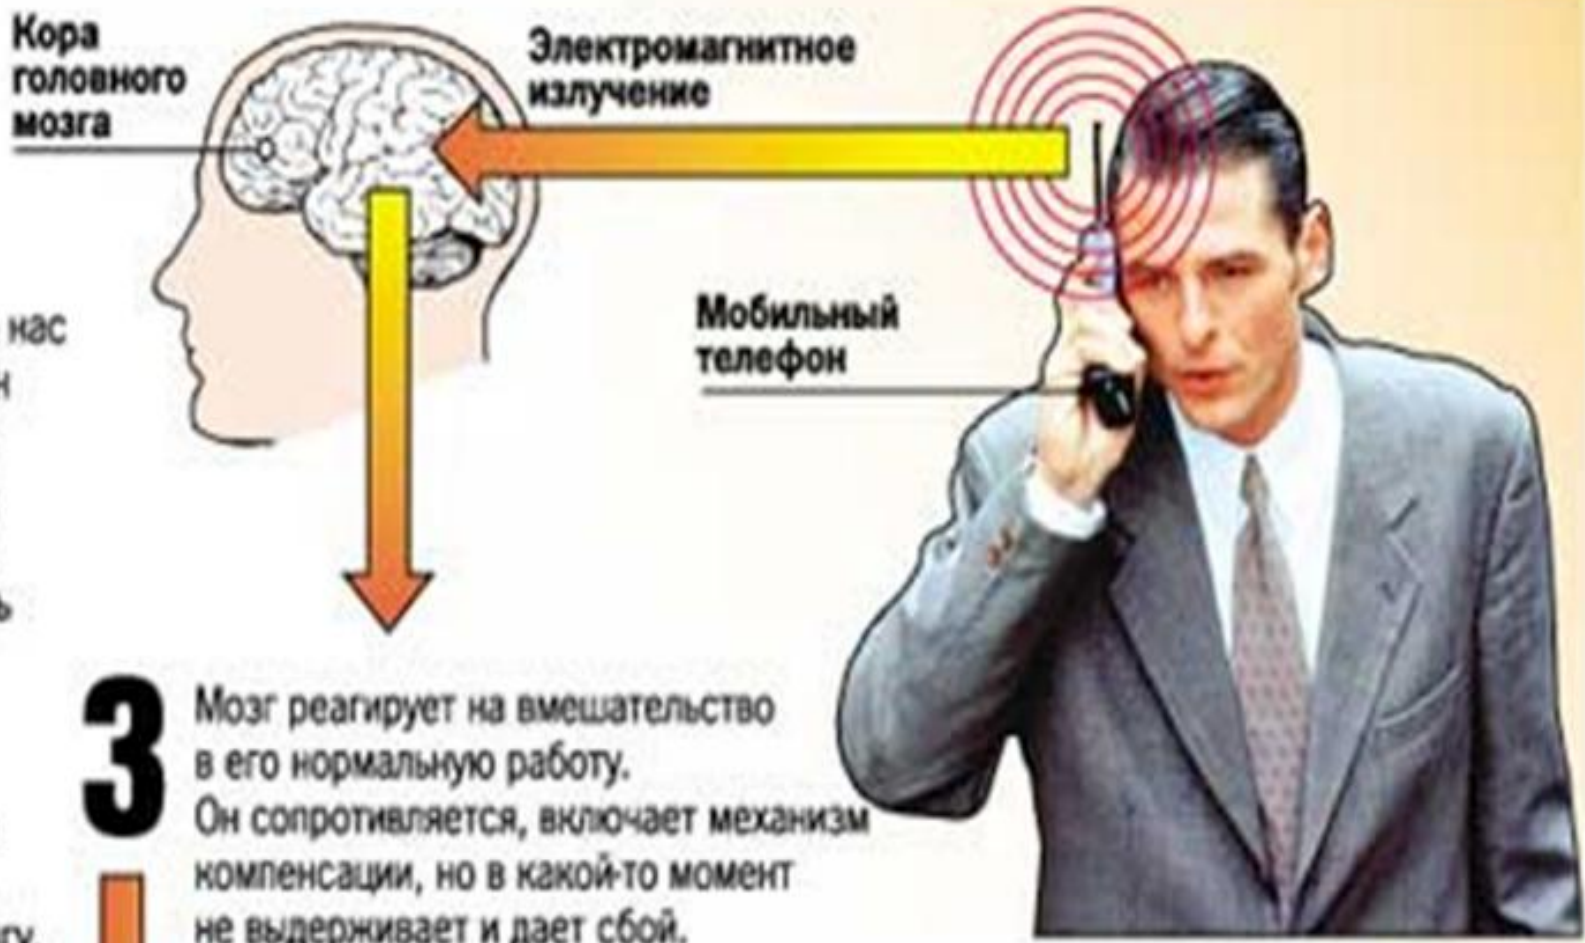 Кора
головного
мозга
Электромагнитное
излучение
нас
Мобильный
телефон
3
Мозг реагирует на вмешательство
в его нормальную работу.
Он сопротивляется, включает механизм
компенсации, но в какой-то момент
не выдерживает и дает сбой.